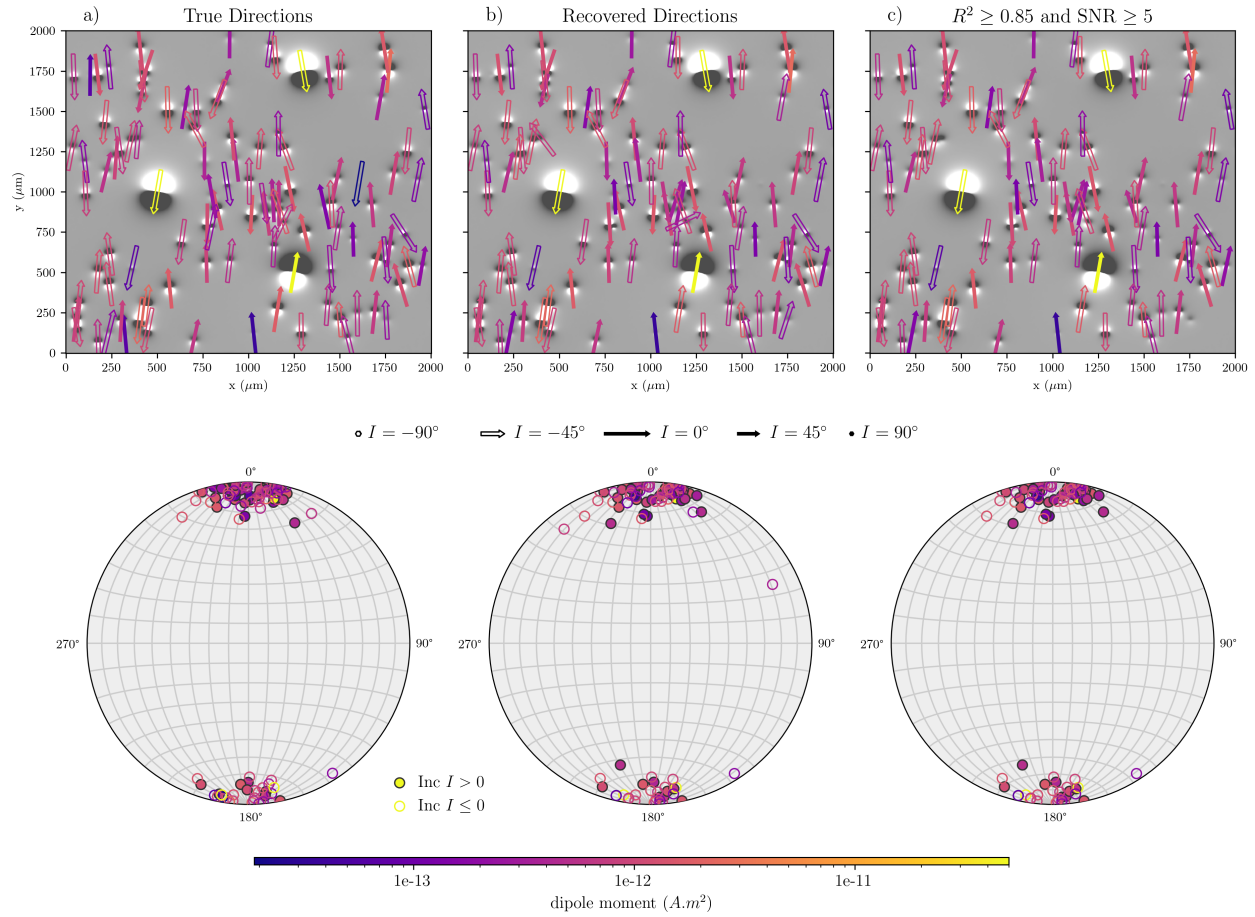 a) True Directions
b) Recovered Directions
c) R² ≥ 0.85 and SNR ≥ 5
2000
1750
1500
1250
1000
750
500
250
0
y (μm)
0 250 500 750 1000 1250 1500 1750 2000
0 250 500 750 1000 1250 1500 1750 2000
0 250 500 750 1000 1250 1500 1750 2000
x (μm)
x (μm)
x (μm)
I = −90° I = −45° I = 0° I = 45° I = 90°
0°
0°
0°
270°
90°
270°
90°
270°
90°
Inc I > 0
Inc I ≤ 0
180°
180°
180°
1e-13 1e-12 1e-11
dipole moment (A.m²)